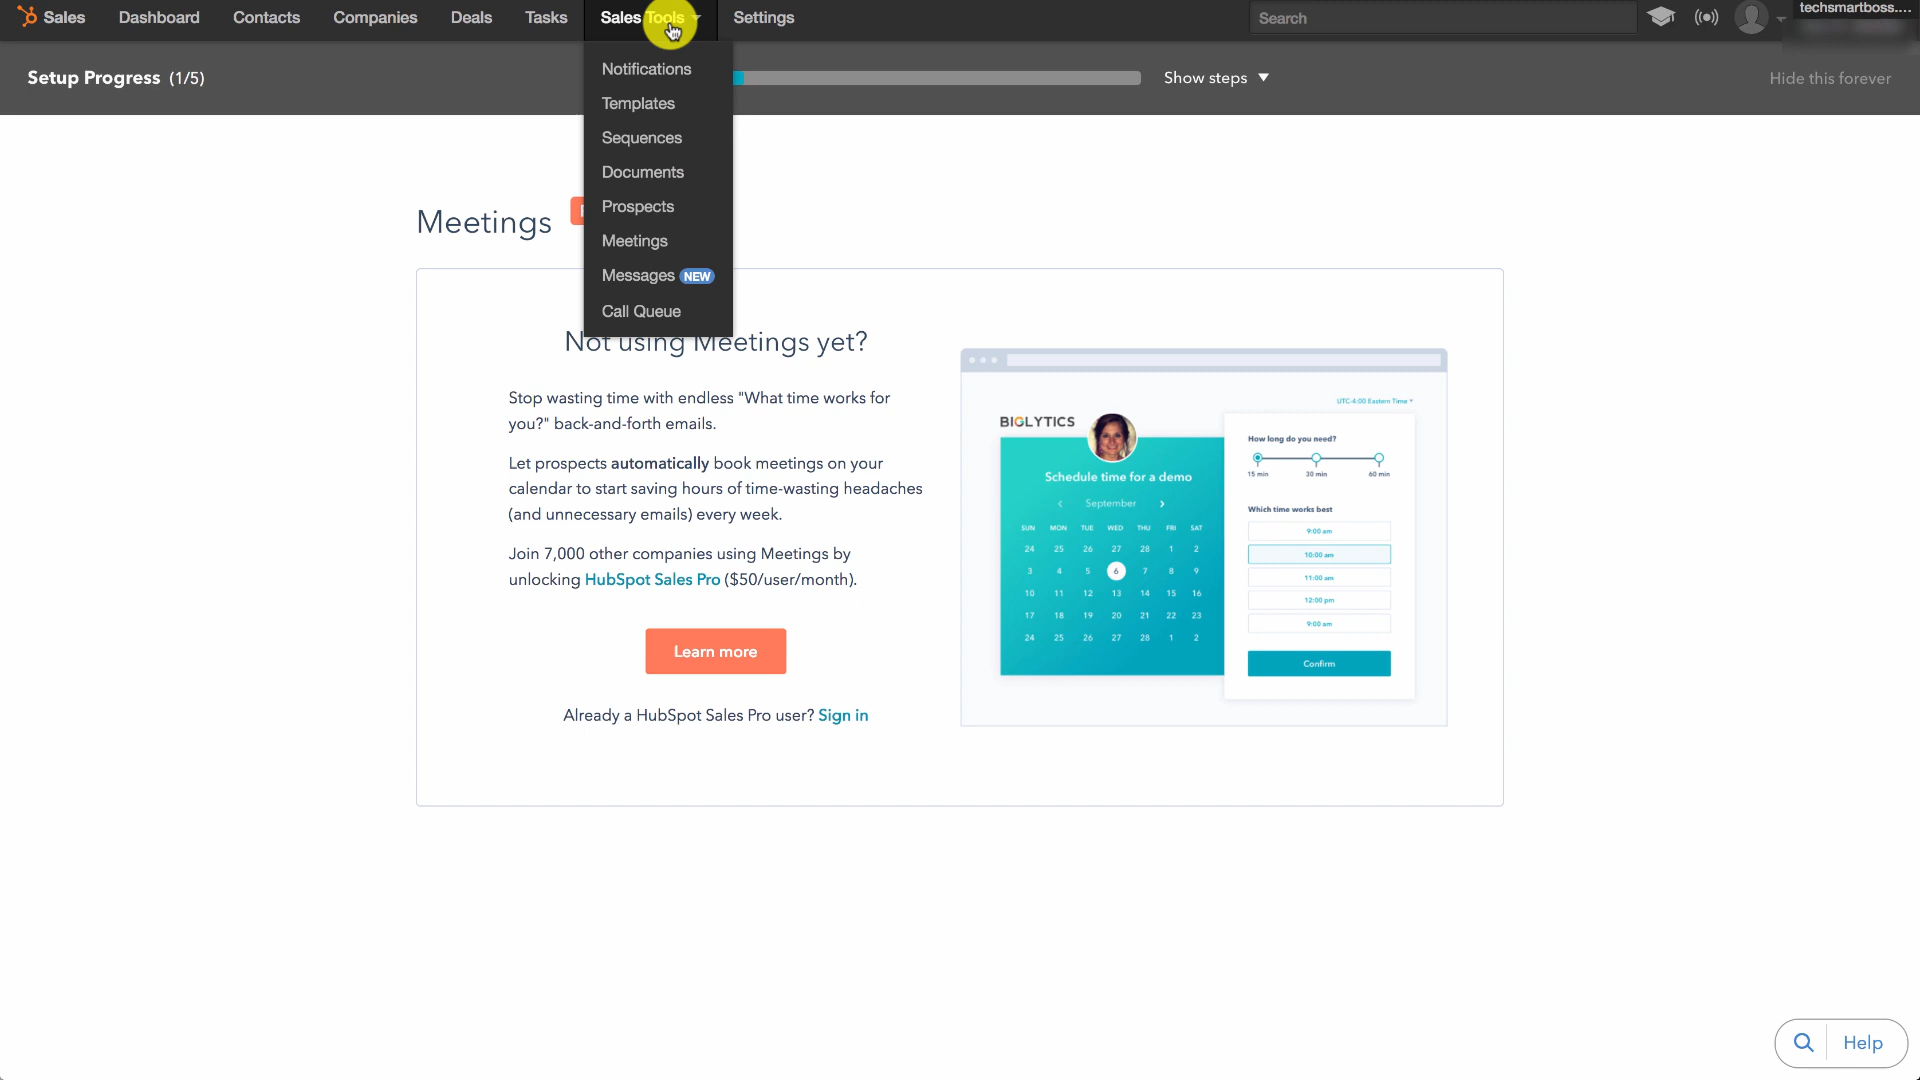 Sales Dashboard Contacts Companies Deals Tasks Sales Tools Settings Search techsmartboss....
Setup Progress (1/5) Show steps ▼ Hide this forever
Notifications
Templates
Sequences
Documents
Prospects
Meetings
Messages NEW
Call Queue
Meetings
Not using Meetings yet?
Stop wasting time with endless "What time works for
you?" back-and-forth emails.
Let prospects automatically book meetings on your
calendar to start saving hours of time-wasting headaches
(and unnecessary emails) every week.
Join 7,000 other companies using Meetings by
unlocking HubSpot Sales Pro ($50/user/month).
Learn more
Already a HubSpot Sales Pro user? Sign in
UTC-4:00 Eastern Time
BIGLYTICS
Schedule time for a demo
September
SUN MON TUE WED THU FRI SAT
24 25 26 27 28 1 2
3 4 5 6 7 8 9
10 11 12 13 14 15 16
17 18 19 20 21 22 23
24 25 26 27 28 1 2
How long do you need?
15 min 30 min 60 min
Which time works best
9:00 am
10:00 am
11:00 am
12:00 pm
9:00 am
Confirm
Help